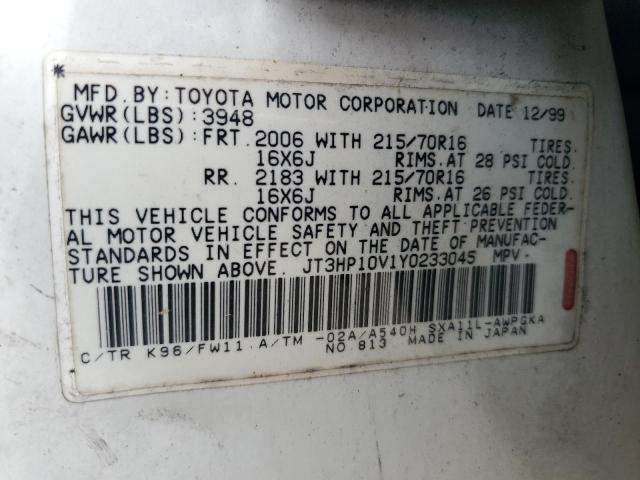 * MFD. BY: TOYOTA MOTOR CORPORATION DATE 12/99
GVWR(LBS):3948
GAWR(LBS):FRT. 2006 WITH 215/70R16 TIRES.
16X6J RIMS. AT 28 PSI COLD.
RR. 2183 WITH 215/70R16 TIRES.
16X6J RIMS. AT 26 PSI COLD.
THIS VEHICLE CONFORMS TO ALL APPLICABLE FEDER-
AL MOTOR VEHICLE SAFETY AND THEFT PREVENTION
STANDARDS IN EFFECT ON THE DATE OF MANUFAC-
TURE SHOWN ABOVE. JT3HP10V1Y0233045 MPV
C/TR K96/FW11 A/TM -02A/A540H SXA11L-AWPGKA
NO 813 MADE IN JAPAN